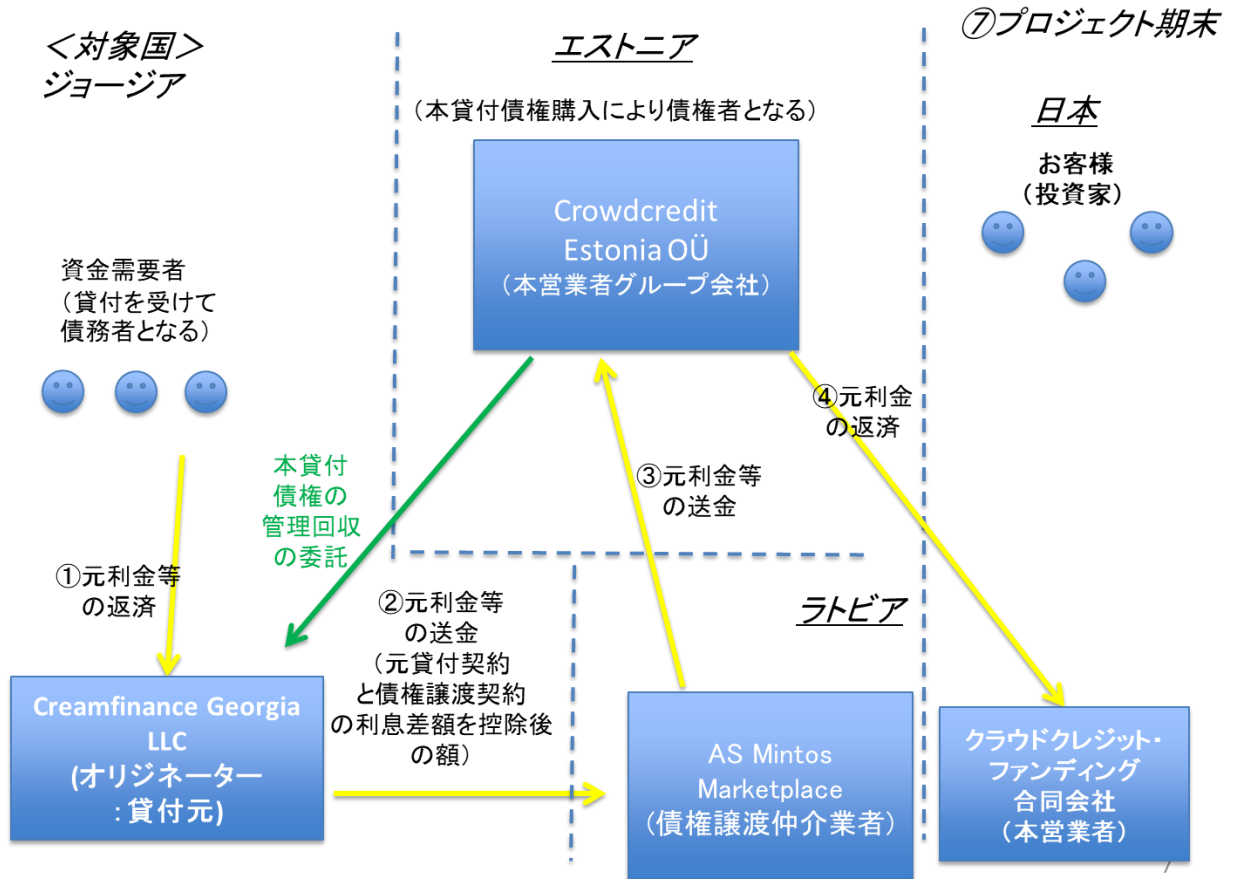 ＜対象国＞
ジョージア
資金需要者
（貸付を受けて
債務者となる）
①元利金等
の返済
Creamfinance Georgia
LLC
(オリジネーター
：貸付元)
エストニア
（本貸付債権購入により債権者となる）
Crowdcredit
Estonia OÜ
（本営業者グループ会社）
本貸付
債権の
管理回収
の委託
②元利金等
の送金
（元貸付契約
と債権譲渡契約
の利息差額を控除後
の額）
③元利金等
の送金
④元利金
の返済
ラトビア
AS Mintos
Marketplace
（債権譲渡仲介業者）
⑦プロジェクト期末
日本
お客様
（投資家）
クラウドクレジット・
ファンディング
合同会社
（本営業者）